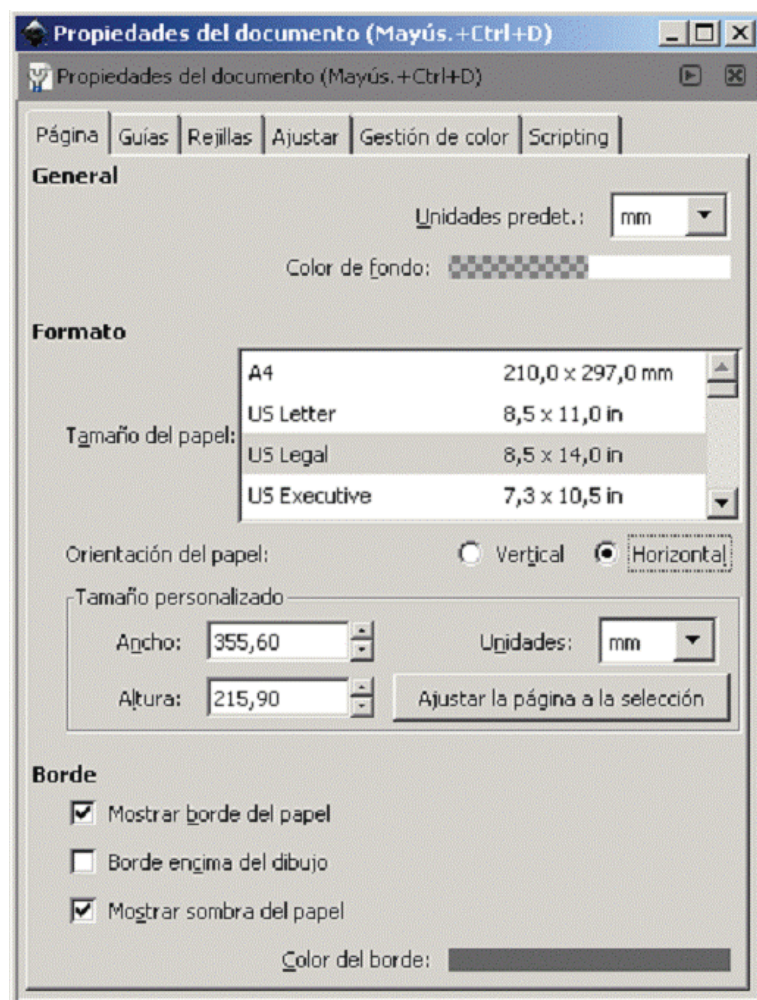 Propiedades del documento (Mayús.+Ctrl+D)
Propiedades del documento (Mayús.+Ctrl+D)
Página Guías Rejillas Ajustar Gestión de color Scripting
General
Unidades predet.: mm
Color de fondo:
Formato
Tamaño del papel:
A4 210,0 x 297,0 mm
US Letter 8,5 x 11,0 in
US Legal 8,5 x 14,0 in
US Executive 7,3 x 10,5 in
Orientación del papel: Vertical Horizontal
Tamaño personalizado
Ancho: 355,60 Unidades: mm
Altura: 215,90 Ajustar la página a la selección
Borde
Mostrar borde del papel
Borde encima del dibujo
Mostrar sombra del papel
Color del borde: